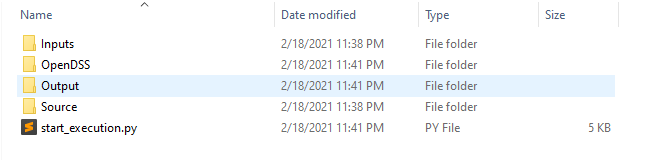 Name Date modified Type Size
Inputs 2/18/2021 11:38 PM File folder
OpenDSS 2/18/2021 11:41 PM File folder
Output 2/18/2021 11:41 PM File folder
Source 2/18/2021 11:38 PM File folder
start_execution.py 2/18/2021 11:41 PM PY File 5 KB